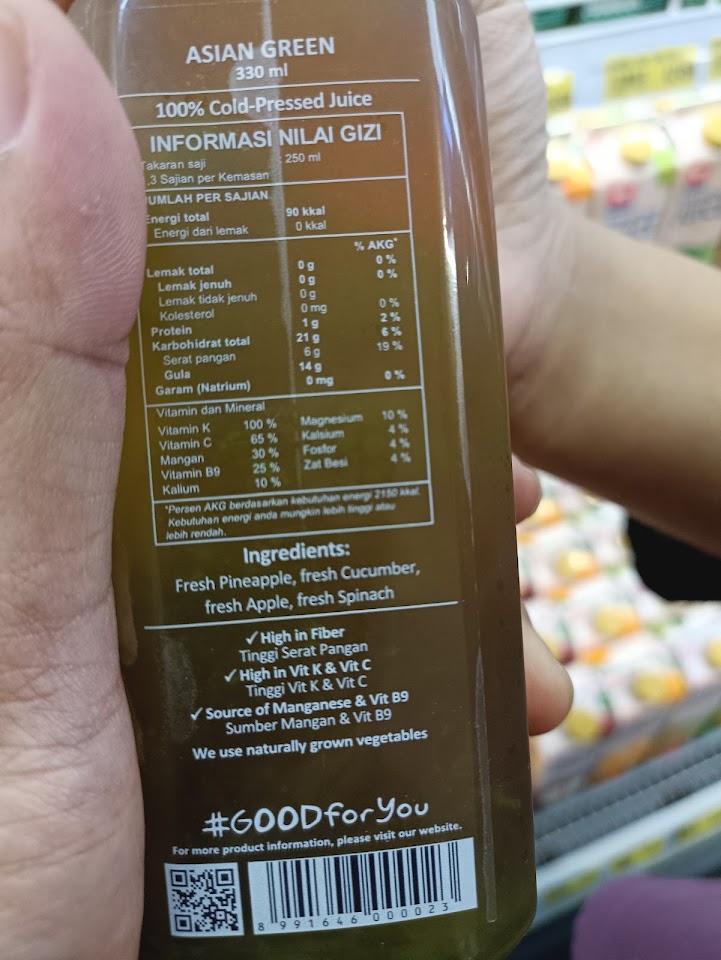 ASIAN GREEN
330 ml
100% Cold-Pressed Juice
INFORMASI NILAI GIZI
Takaran saji 250 ml
,3 Sajian per Kemasan
JUMLAH PER SAJIAN
Energi total 90 kkal
Energi dari lemak 0 kkal
% AKG*
Lemak total 0 g 0 %
Lemak jenuh 0 g 0 %
Lemak tidak jenuh 0 g
Kolesterol 0 mg 0 %
Protein 1 g 2 %
Karbohidrat total 21 g 6 %
Serat pangan 6 g 19 %
Gula 14 g
Garam (Natrium) 0 mg 0 %
Vitamin dan Mineral
Vitamin K 100 % Magnesium 10 %
Vitamin C 65 % Kalsium 4 %
Mangan 30 % Fosfor 4 %
Vitamin B9 25 % Zat Besi 4 %
Kalium 10 %
*Persen AKG berdasarkan kebutuhan energi 2150 kkal.
Kebutuhan energi anda mungkin lebih tinggi atau
lebih rendah.
Ingredients:
Fresh Pineapple, fresh Cucumber,
fresh Apple, fresh Spinach
✓High in Fiber
Tinggi Serat Pangan
✓High in Vit K & Vit C
Tinggi Vit K & Vit C
✓Source of Manganese & Vit B9
Sumber Mangan & Vit B9
We use naturally grown vegetables
#GOODforYou
For more product information, please visit our website.
8 991646 000023